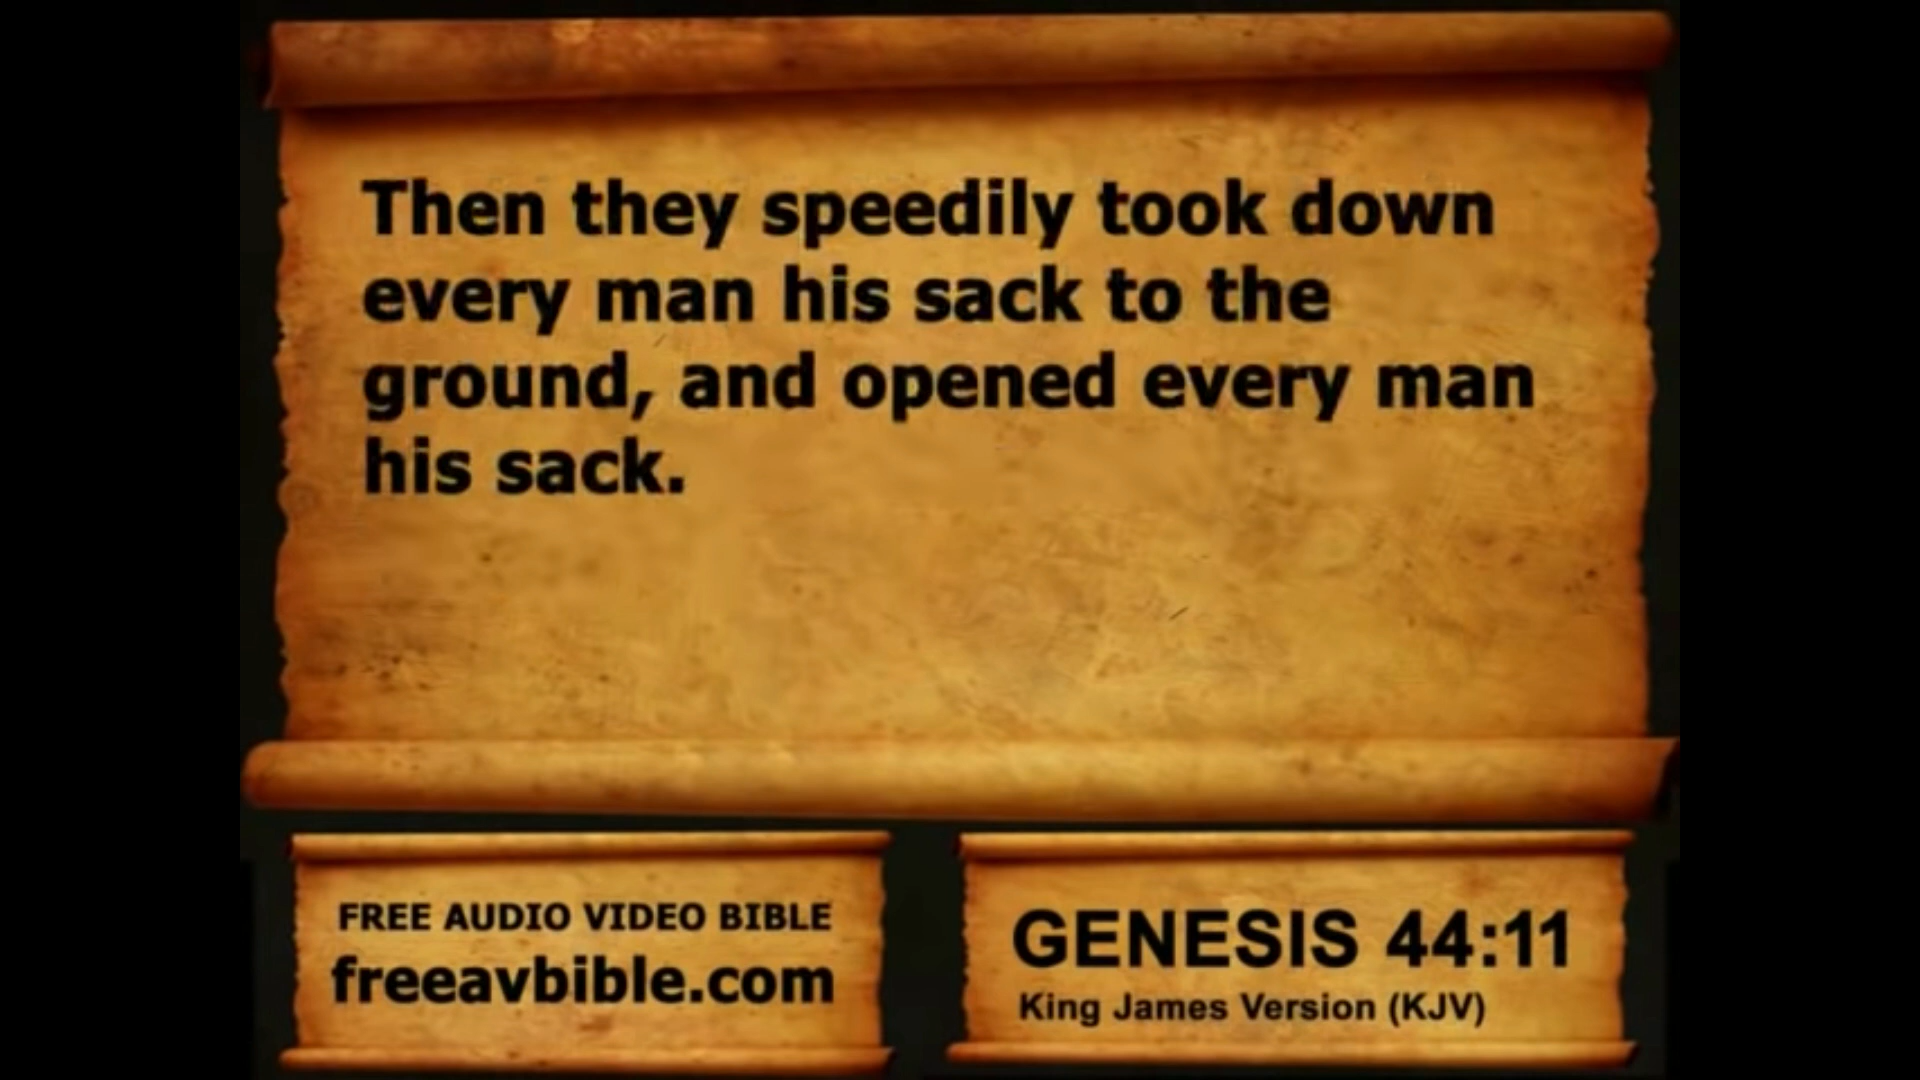 Then they speedily took down
every man his sack to the
ground, and opened every man
his sack.
FREE AUDIO VIDEO BIBLE
freeavbible.com
GENESIS 44:11
King James Version (KJV)